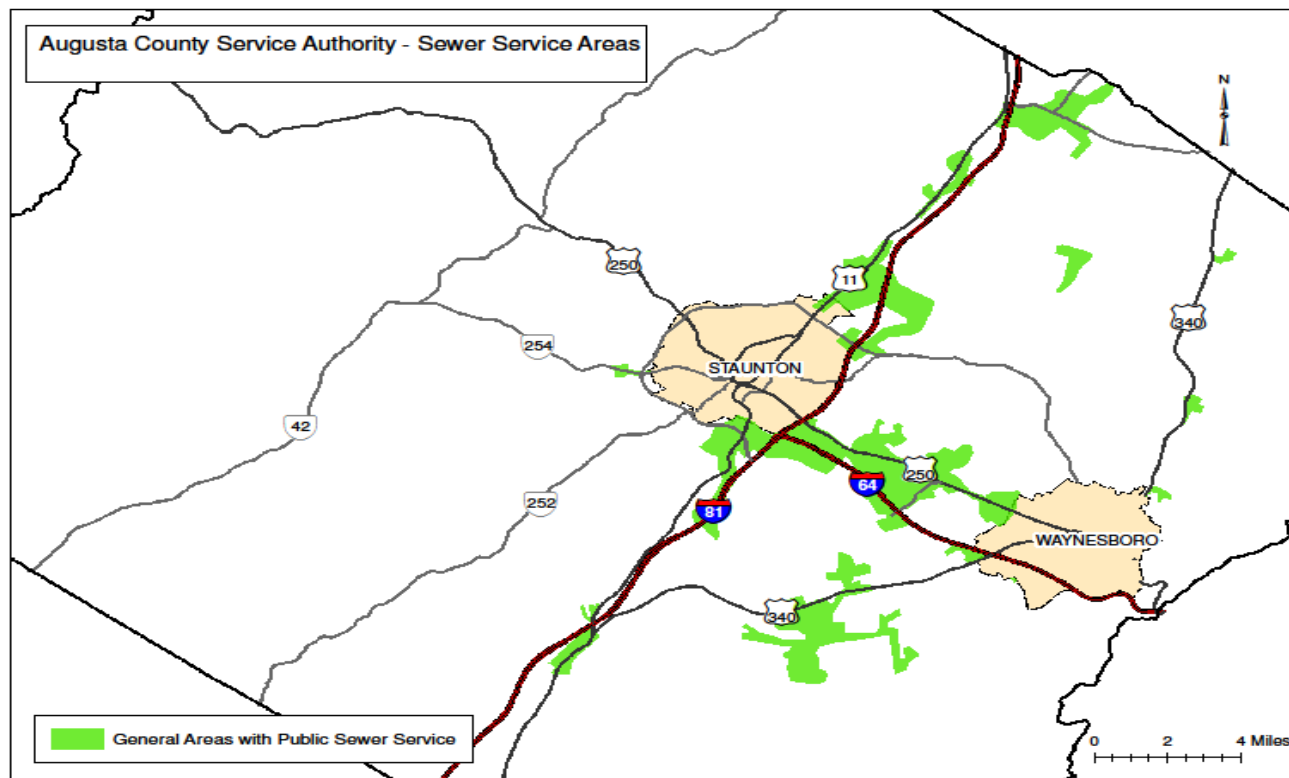 Augusta County Service Authority - Sewer Service Areas
N
250
11
340
254
STAUNTON
42
250
64
252
81
WAYNESBORO
340
General Areas with Public Sewer Service
0 2 4 Miles